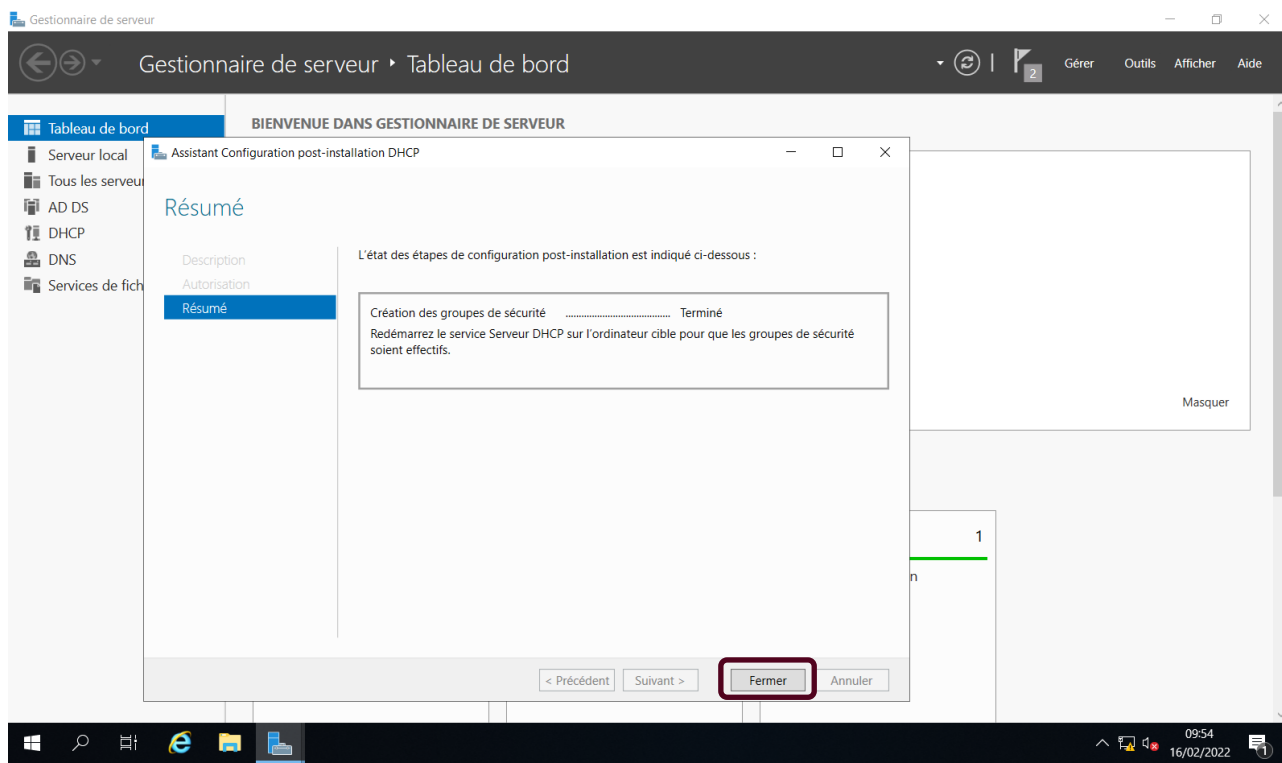 Gestionnaire de serveur
Gestionnaire de serveur ‣ Tableau de bord
2
Gérer Outils Afficher Aide
Tableau de bord
Serveur local
Tous les serveur
AD DS
DHCP
DNS
Services de fich
BIENVENUE DANS GESTIONNAIRE DE SERVEUR
Assistant Configuration post-installation DHCP
Résumé
Description
Autorisation
Résumé
L'état des étapes de configuration post-installation est indiqué ci-dessous :
Création des groupes de sécurité ..................................... Terminé
Redémarrez le service Serveur DHCP sur l'ordinateur cible pour que les groupes de sécurité
soient effectifs.
Masquer
1
n
< Précédent Suivant > Fermer Annuler
09:54
16/02/2022
1